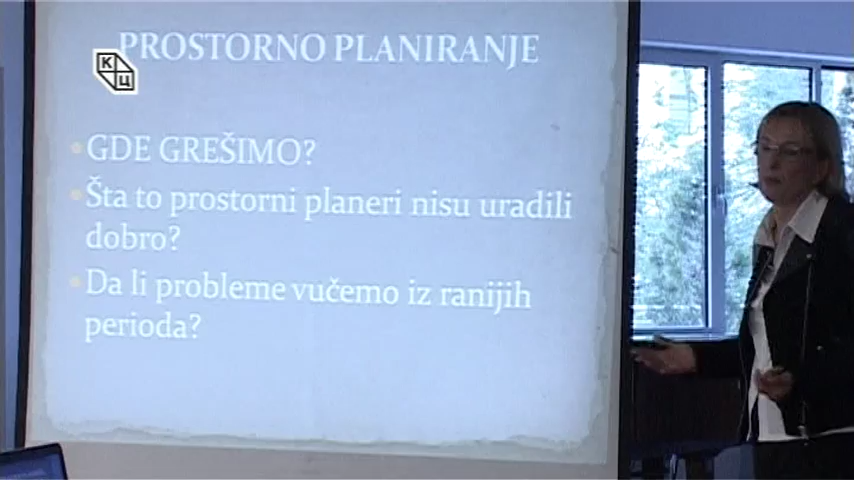 PROSTORNO PLANIRANJE
К
Ц
GDE GREŠIMO?
Šta to prostorni planeri nisu uradili
dobro?
Da li probleme vučemo iz ranijih
perioda?